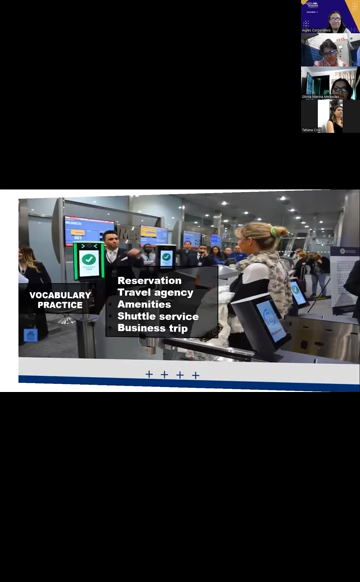 VOCABULARY
PRACTICE
Reservation
Travel agency
Amenities
Shuttle service
Business trip